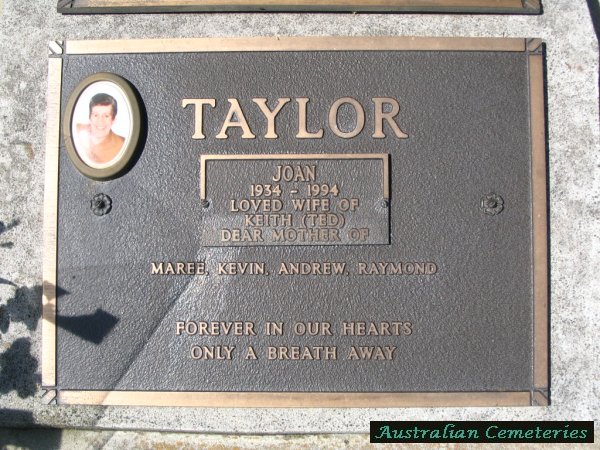 TAYLOR
JOAN
1934 - 1994
LOVED WIFE OF
KEITH (TED)
DEAR MOTHER OF
MAREE, KEVIN, ANDREW, RAYMOND
FOREVER IN OUR HEARTS
ONLY A BREATH AWAY
Australian Cemeteries